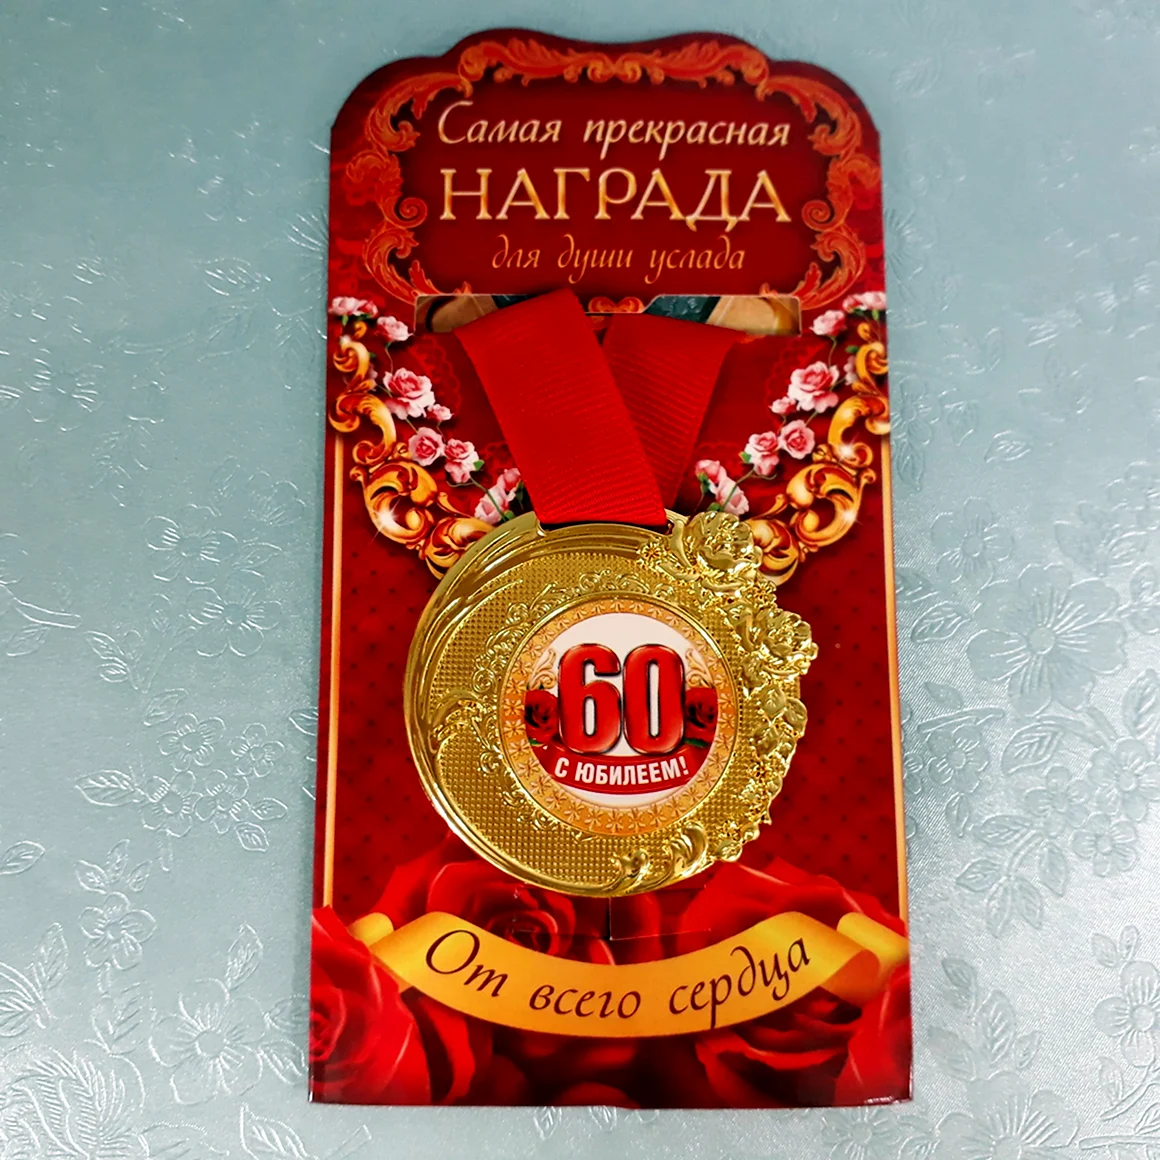 Самая прекрасная
НАГРАДА
для души услада
60
С ЮБИЛЕЕМ!
От всего сердца